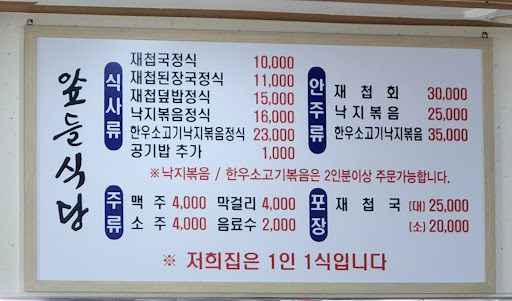 앞들식당
식사류
재첩국정식 10,000
재첩된장국정식 11,000
재첩덮밥정식 15,000
낙지볶음정식 16,000
한우소고기낙지볶음정식 23,000
공기밥 추가 1,000
안주류
재첩회 30,000
낙지볶음 25,000
한우소고기낙지볶음 35,000
※낙지볶음 / 한우소고기볶음은 2인분이상 주문가능합니다.
주류
맥주 4,000 막걸리 4,000
소주 4,000 음료수 2,000
포장
재첩국 [대] 25,000
[소] 20,000
※ 저희집은 1인 1식입니다